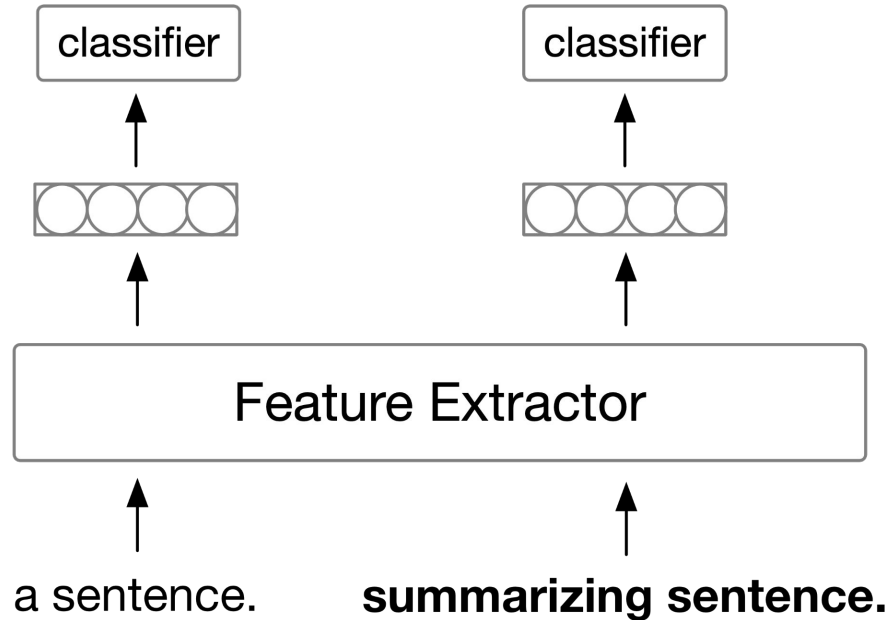 classifier classifier
Feature Extractor
a sentence. summarizing sentence.